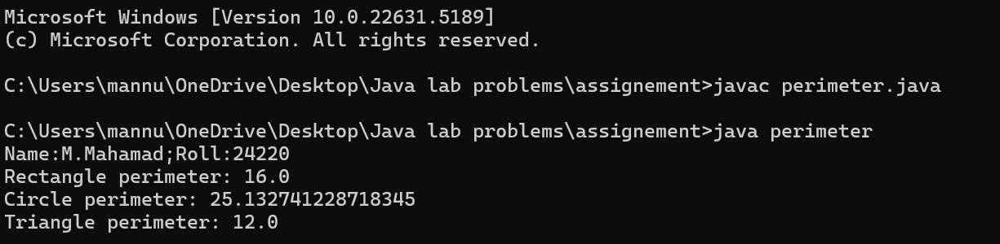 Microsoft Windows [Version 10.0.22631.5189]
(c) Microsoft Corporation. All rights reserved.
C:\Users\mannu\OneDrive\Desktop\Java lab problems\assignement>javac perimeter.java
C:\Users\mannu\OneDrive\Desktop\Java lab problems\assignement>java perimeter
Name:M.Mahamad;Roll:24220
Rectangle perimeter: 16.0
Circle perimeter: 25.132741228718345
Triangle perimeter: 12.0